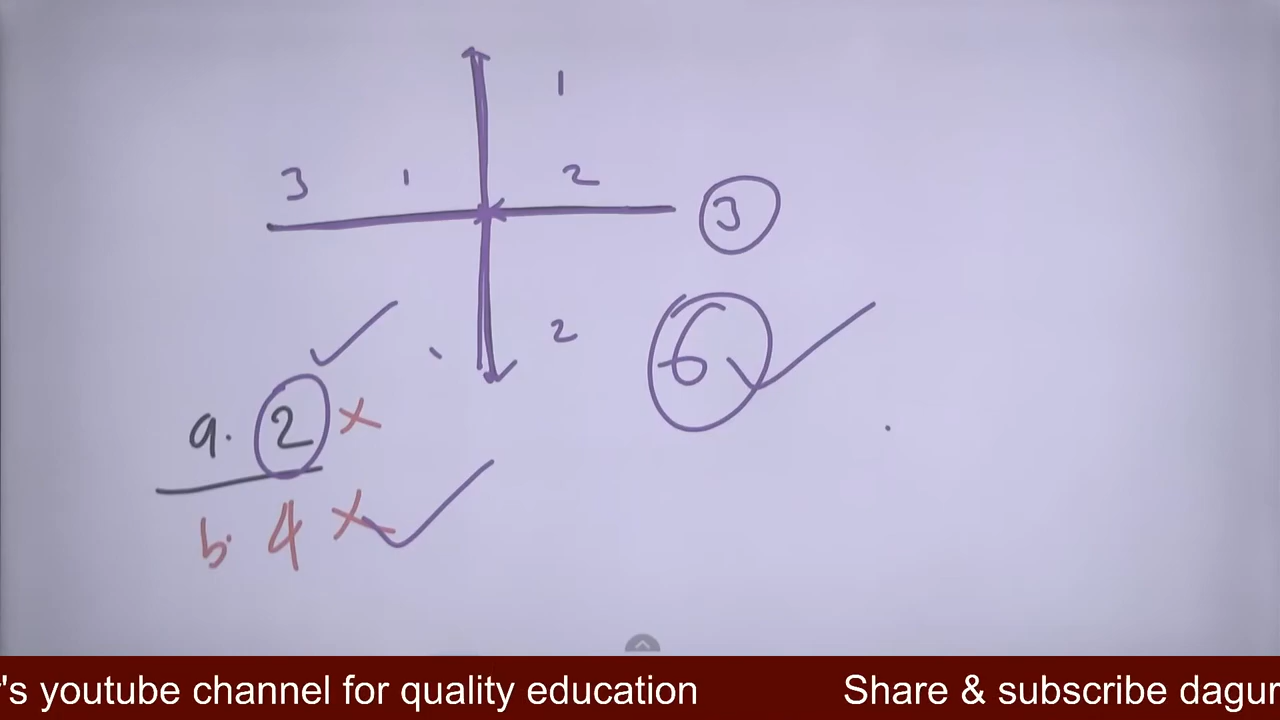 1
3 1 2
3
2
6
a. 2 x
b. 4 x
's youtube channel for quality education Share & subscribe dagur